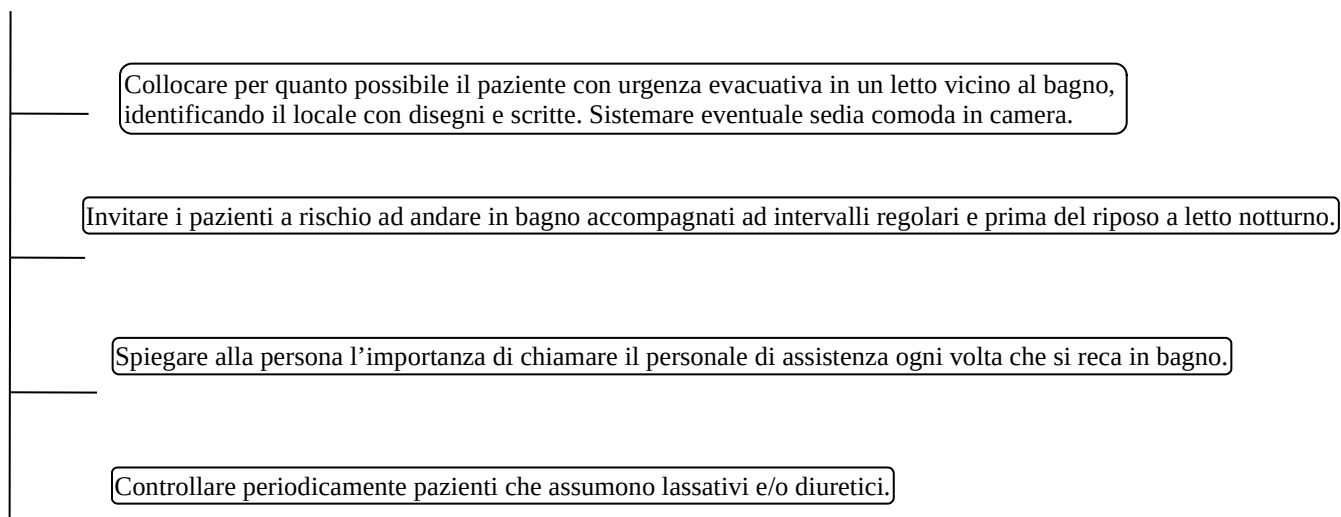 Collocare per quanto possibile il paziente con urgenza evacuativa in un letto vicino al bagno,
identificando il locale con disegni e scritte. Sistemare eventuale sedia comoda in camera.
Invitare i pazienti a rischio ad andare in bagno accompagnati ad intervalli regolari e prima del riposo a letto notturno.
Spiegare alla persona l’importanza di chiamare il personale di assistenza ogni volta che si reca in bagno.
Controllare periodicamente pazienti che assumono lassativi e/o diuretici.